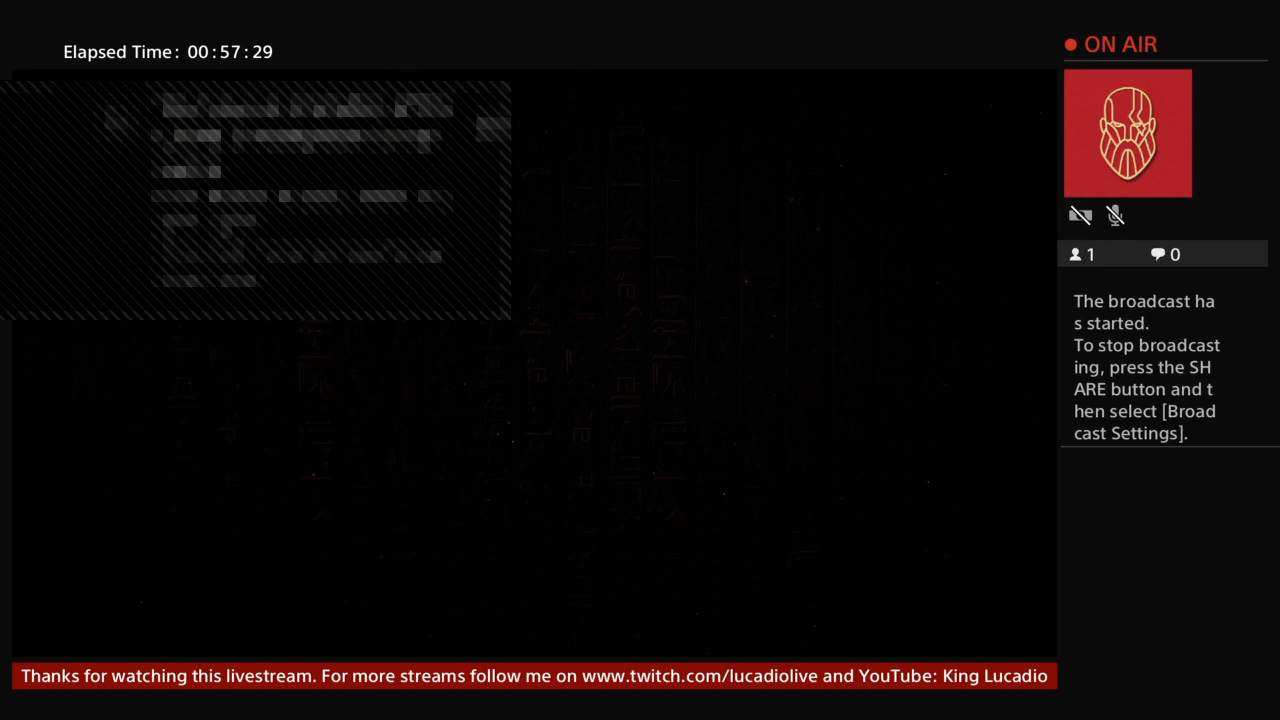 Elapsed Time: 00:57:29
ON AIR
1
0
The broadcast ha
s started.
To stop broadcast
ing, press the SH
ARE button and t
hen select [Broad
cast Settings].
Thanks for watching this livestream. For more streams follow me on www.twitch.com/lucadiolive and YouTube: King Lucadio